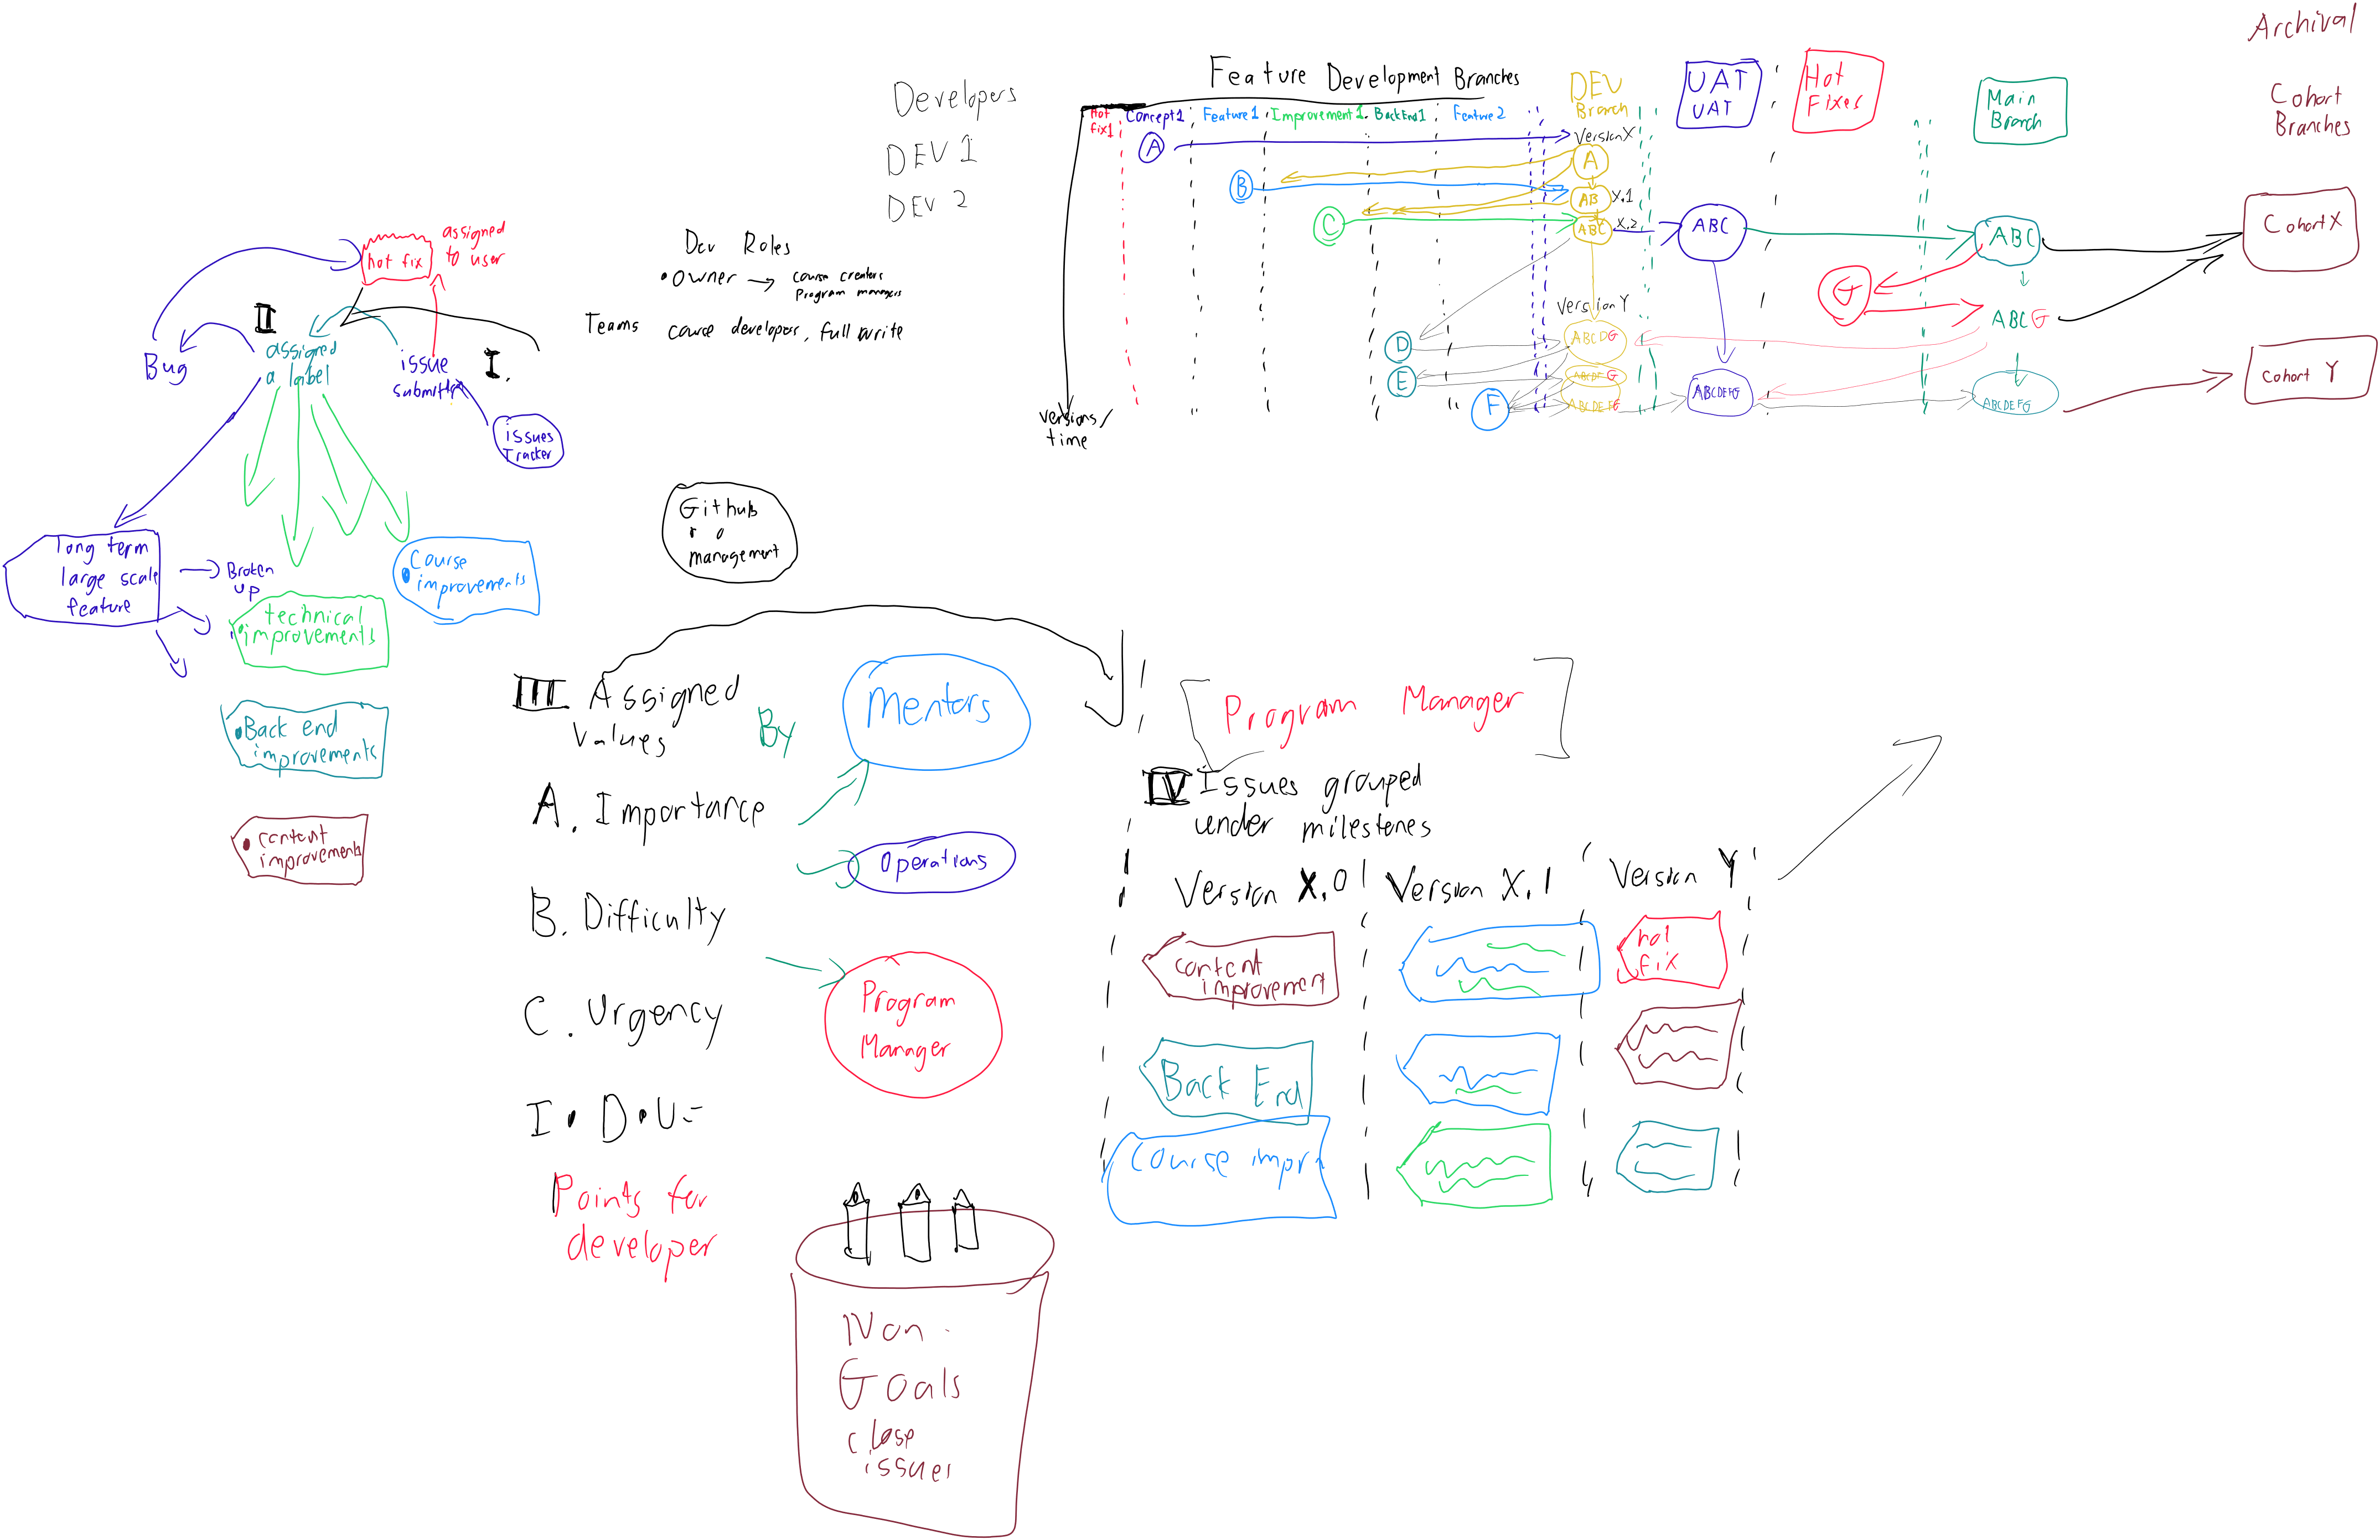 Archival
Cohort
Branches
Developers
DEV 1
DEV 2
Feature Development Branches
Hot
fix1
Concept1
Feature1
Improvement1
BackEnd1
Feature2
DEV
Branch
UAT
UAT
Hot
Fixes
Main
Branch
Version X
A
A
B
AB
X.1
C
ABC
X.2
ABC
ABC
Cohort X
G
ABCG
Version Y
D
ABCDG
E
F
ABCDEFG
ABCDEFG
ABCDEFG
Cohort Y
versions/
time
hot fix
assigned
to user
II
Bug
assigned
a label
issue
submitted
I.
issues
Tracker
Dev Roles
• Owner → course creators
Program managers
Teams course developers, full write
Github
management
long term
large scale
feature
Broken
up
• Course
improvements
• technical
improvements
• Back end
improvements
• content
improvements
III Assigned
Values
By
Mentors
A. Importance
Operations
B. Difficulty
Program
Manager
C. Urgency
I • D • U =
Points for
developer
Non-
Goals
close
issues
Program Manager
IV Issues grouped
under milestones
Version X.0
Version X.1
Version Y
content
improvement
hot
fix
Back End
course impr